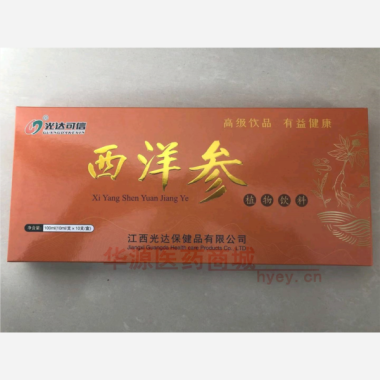 光达可信
GUANGDAKEXIN
高级饮品 有益健康
西洋参
Xi Yang Shen Yuan Jiang Ye
植物饮料
江西光达保健品有限公司
华源医药商城
hyey.cn